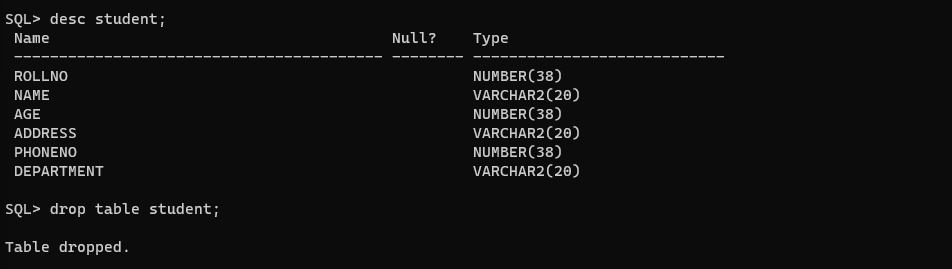 SQL> desc student;
Name Null? Type
----------------------------------------- -------- ----------------------------
ROLLNO NUMBER(38)
NAME VARCHAR2(20)
AGE NUMBER(38)
ADDRESS VARCHAR2(20)
PHONENO NUMBER(38)
DEPARTMENT VARCHAR2(20)
SQL> drop table student;
Table dropped.